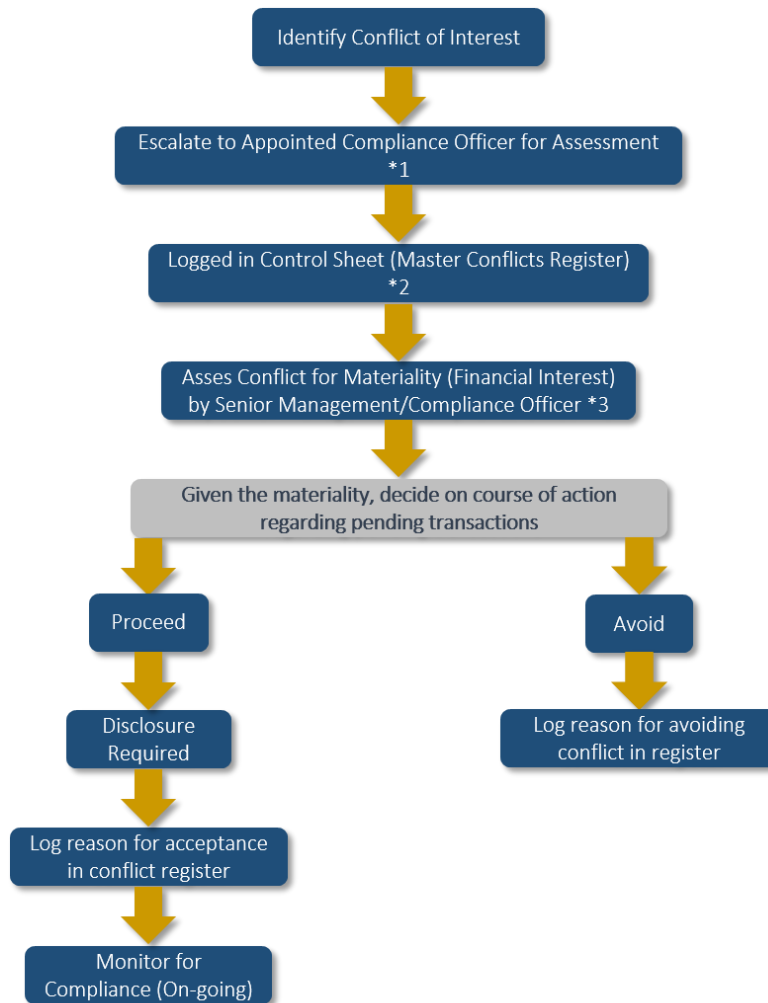 Identify Conflict of Interest
Escalate to Appointed Compliance Officer for Assessment
*1
Logged in Control Sheet (Master Conflicts Register)
*2
Asses Conflict for Materiality (Financial Interest)
by Senior Management/Compliance Officer *3
Given the materiality, decide on course of action
regarding pending transactions
Proceed
Avoid
Disclosure
Required
Log reason for avoiding
conflict in register
Log reason for acceptance
in conflict register
Monitor for
Compliance (On-going)